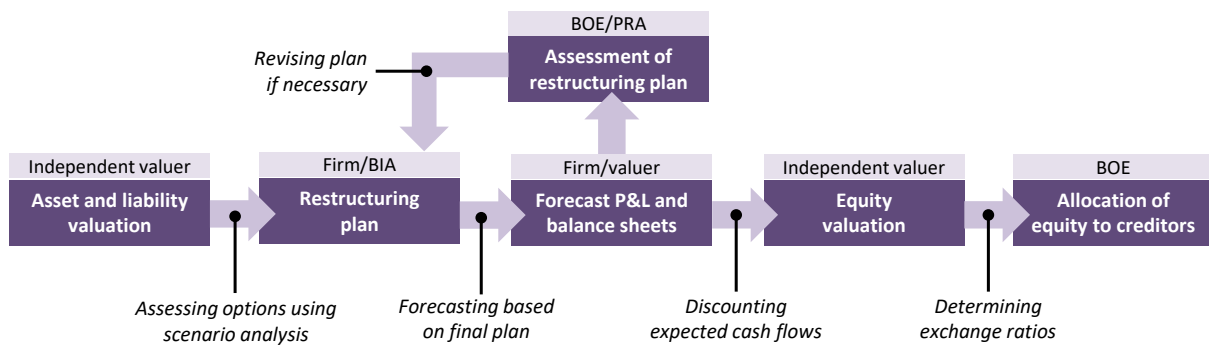 BOE/PRA
Assessment of
restructuring plan
Revising plan
if necessary
Independent valuer
Asset and liability
valuation
Firm/BIA
Restructuring
plan
Firm/valuer
Forecast P&L and
balance sheets
Independent valuer
Equity
valuation
BOE
Allocation of
equity to creditors
Assessing options using
scenario analysis
Forecasting based
on final plan
Discounting
expected cash flows
Determining
exchange ratios